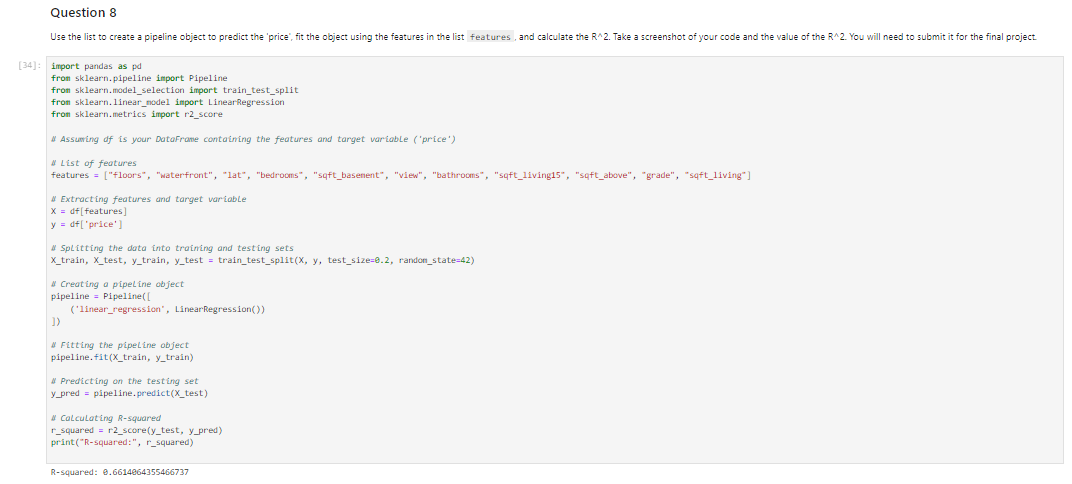 Question 8
Use the list to create a pipeline object to predict the 'price', fit the object using the features in the list features , and calculate the R^2. Take a screenshot of your code and the value of the R^2. You will need to submit it for the final project.
[34]: import pandas as pd
from sklearn.pipeline import Pipeline
from sklearn.model_selection import train_test_split
from sklearn.linear_model import LinearRegression
from sklearn.metrics import r2_score
# Assuming df is your DataFrame containing the features and target variable ('price')
# List of features
features = ["floors", "waterfront", "lat", "bedrooms", "sqft_basement", "view", "bathrooms", "sqft_living15", "sqft_above", "grade", "sqft_living"]
# Extracting features and target variable
X = df[features]
y = df['price']
# Splitting the data into training and testing sets
X_train, X_test, y_train, y_test = train_test_split(X, y, test_size=0.2, random_state=42)
# Creating a pipeline object
pipeline = Pipeline([
('linear_regression', LinearRegression())
])
# Fitting the pipeline object
pipeline.fit(X_train, y_train)
# Predicting on the testing set
y_pred = pipeline.predict(X_test)
# Calculating R-squared
r_squared = r2_score(y_test, y_pred)
print("R-squared:", r_squared)
R-squared: 0.6614064355466737